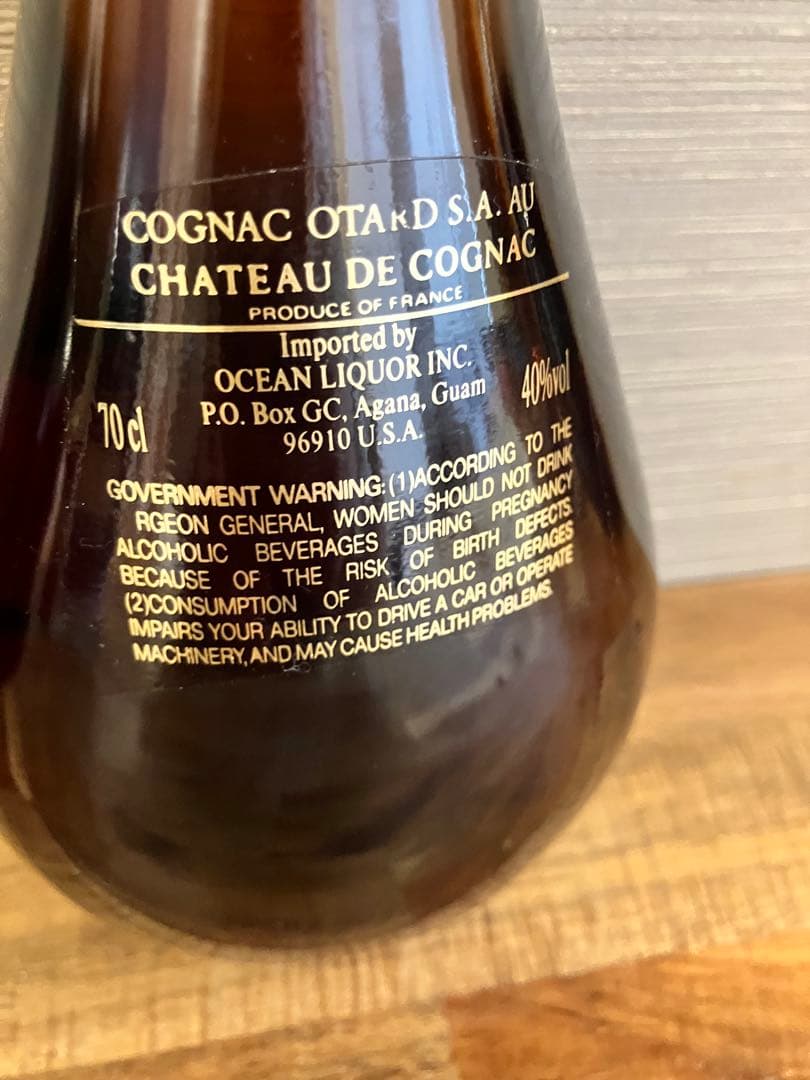 COGNAC OTARD S.A. AU
CHATEAU DE COGNAC
PRODUCE OF FRANCE
Imported by
OCEAN LIQUOR INC.
P.O. Box GC, Agana, Guam
96910 U.S.A.
70 cl
40%vol
GOVERNMENT WARNING:(1)ACCORDING TO THE
RGEON GENERAL, WOMEN SHOULD NOT DRINK
ALCOHOLIC BEVERAGES DURING PREGNANCY
BECAUSE OF THE RISK OF BIRTH DEFECTS.
(2)CONSUMPTION OF ALCOHOLIC BEVERAGES
IMPAIRS YOUR ABILITY TO DRIVE A CAR OR OPERATE
MACHINERY, AND MAY CAUSE HEALTH PROBLEMS.